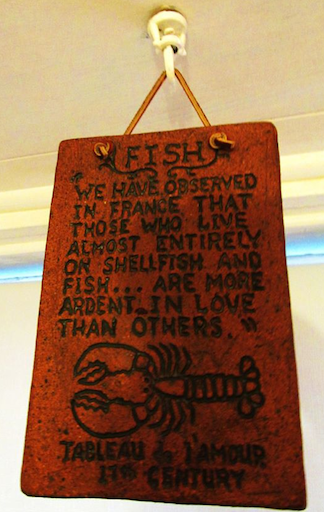 FISH
"WE HAVE OBSERVED
IN FRANCE THAT
THOSE WHO LIVE
ALMOST ENTIRELY
ON SHELLFISH AND
FISH... ARE MORE
ARDENT IN LOVE
THAN OTHERS."
TABLEAU de L'AMOUR
17th CENTURY